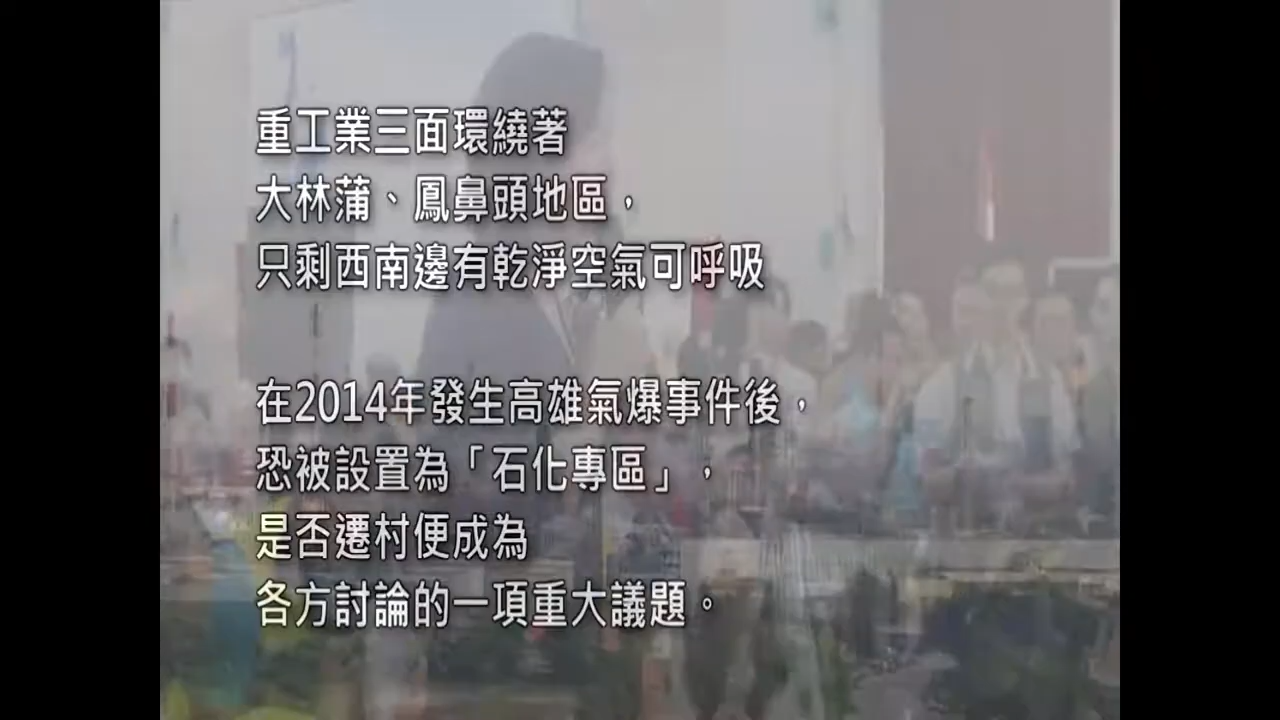 重工業三面環繞著
大林蒲、鳳鼻頭地區，
只剩西南邊有乾淨空氣可呼吸
在2014年發生高雄氣爆事件後，
恐被設置為「石化專區」，
是否遷村便成為
各方討論的一項重大議題。